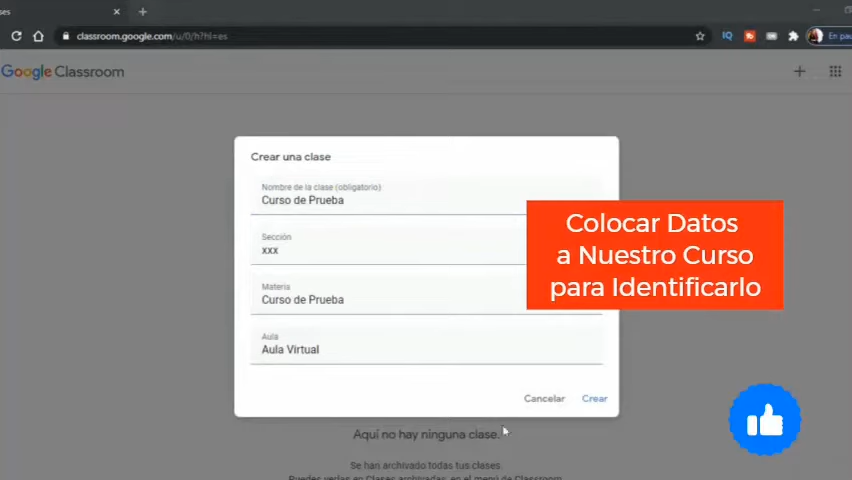 ses
classroom.google.com/u/0/h?hl=es
IQ
En pau
Google Classroom
Crear una clase
Nombre de la clase (obligatorio)
Curso de Prueba
Sección
xxx
Materia
Curso de Prueba
Aula
Aula Virtual
Cancelar
Crear
Colocar Datos
a Nuestro Curso
para Identificarlo
Aquí no hay ninguna clase.
Se han archivado todas tus clases.
Puedes verlas en Clases archivadas, en el menú de Classroom.